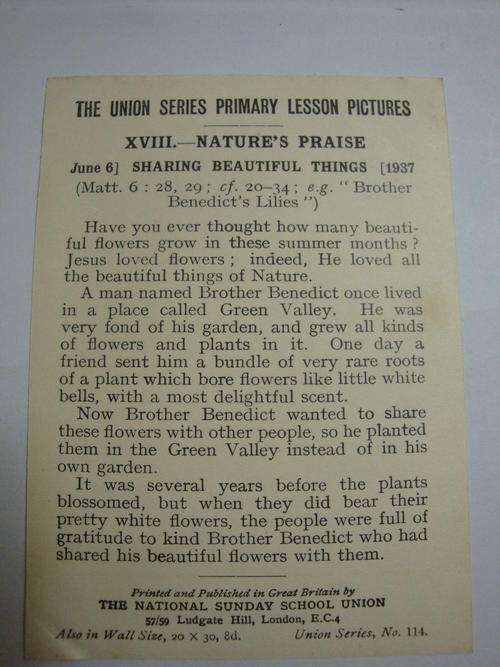 THE UNION SERIES PRIMARY LESSON PICTURES
XVIII.—NATURE'S PRAISE
June 6] SHARING BEAUTIFUL THINGS [1937
(Matt. 6 : 28, 29 ; cf. 20–34 ; e.g. " Brother
Benedict's Lilies ")
Have you ever thought how many beauti-
ful flowers grow in these summer months ?
Jesus loved flowers ; indeed, He loved all
the beautiful things of Nature.
A man named Brother Benedict once lived
in a place called Green Valley. He was
very fond of his garden, and grew all kinds
of flowers and plants in it. One day a
friend sent him a bundle of very rare roots
of a plant which bore flowers like little white
bells, with a most delightful scent.
Now Brother Benedict wanted to share
these flowers with other people, so he planted
them in the Green Valley instead of in his
own garden.
It was several years before the plants
blossomed, but when they did bear their
pretty white flowers, the people were full of
gratitude to kind Brother Benedict who had
shared his beautiful flowers with them.
Printed and Published in Great Britain by
THE NATIONAL SUNDAY SCHOOL UNION
57/59 Ludgate Hill, London, E.C.4
Also in Wall Size, 20 × 30, 8d. Union Series, No. 114.